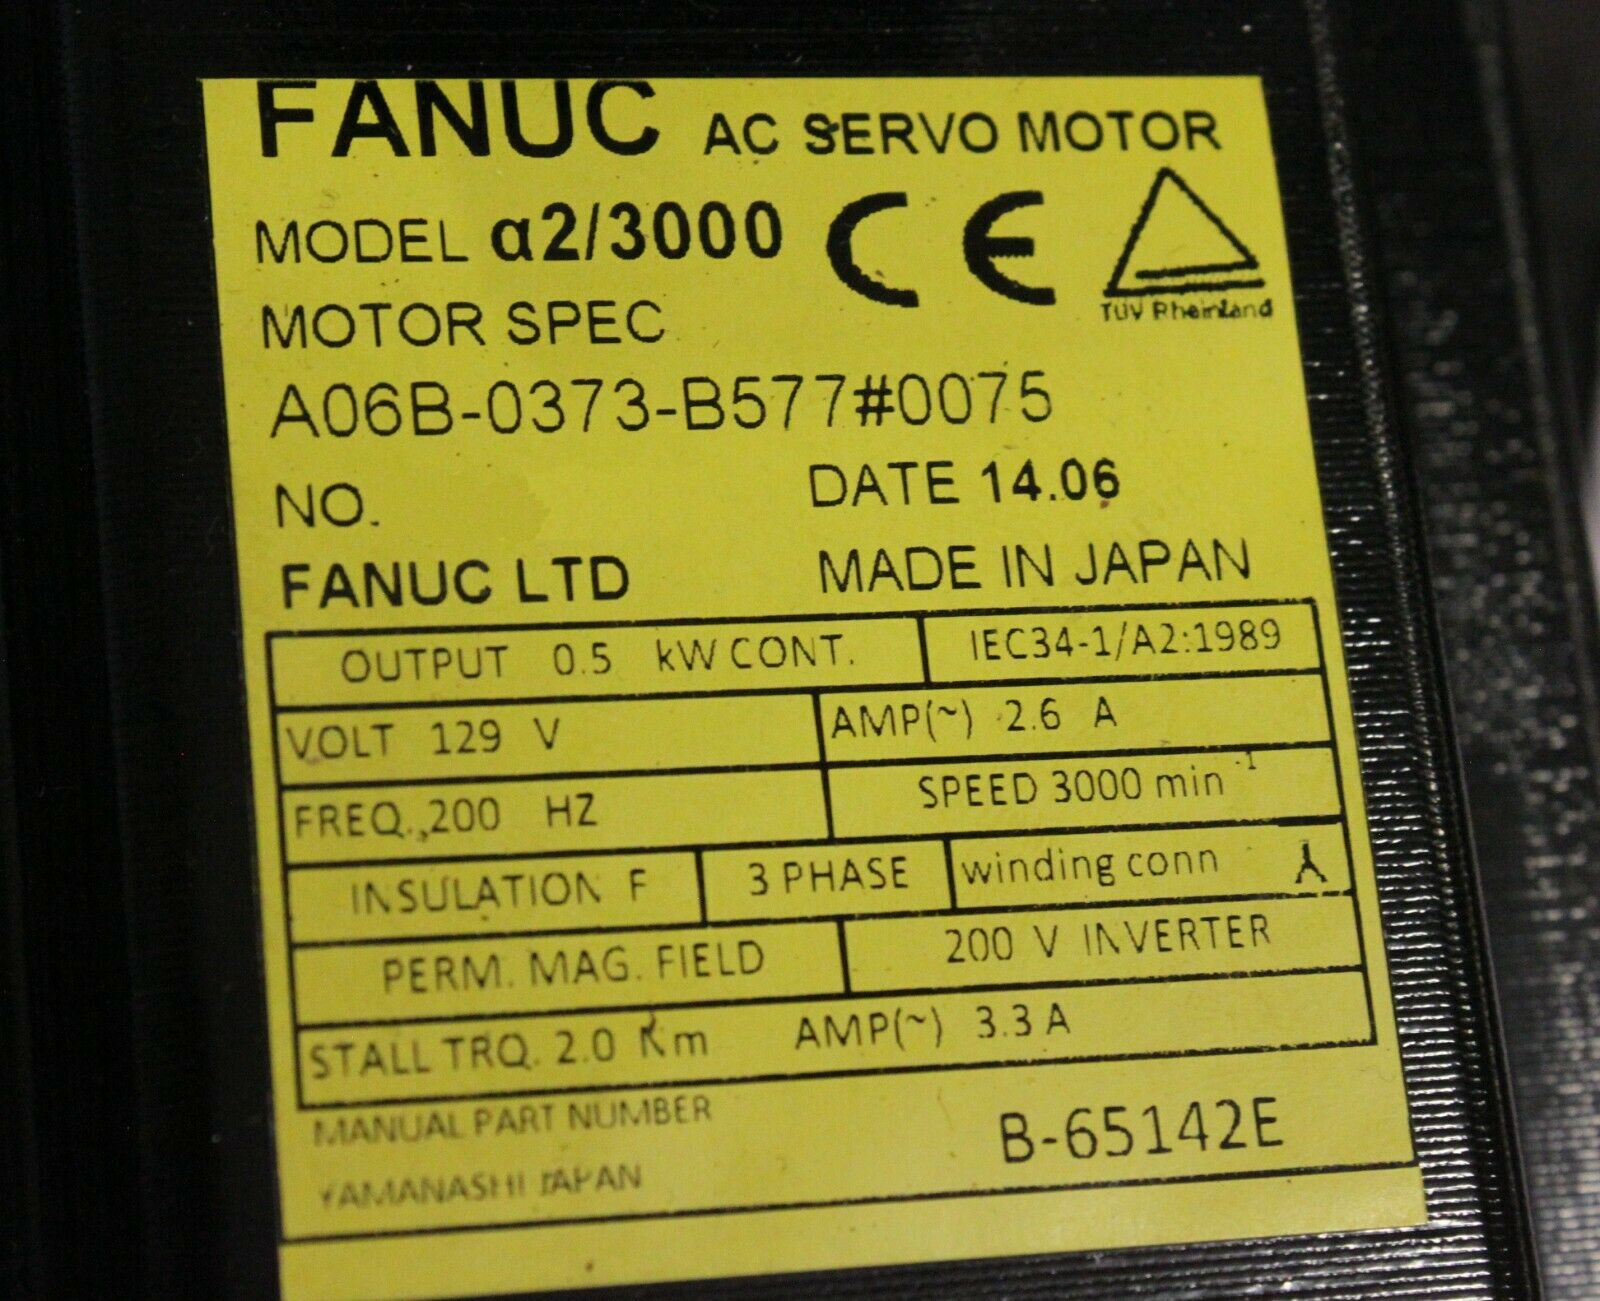 FANUC AC SERVO MOTOR
MODEL α2/3000 CE
TÜV Rheinland
MOTOR SPEC
A06B-0373-B577#0075
NO. DATE 14.06
FANUC LTD MADE IN JAPAN
OUTPUT 0.5 kW CONT. IEC34-1/A2:1989
VOLT 129 V AMP(~) 2.6 A
FREQ. 200 HZ SPEED 3000 min⁻¹
INSULATION F 3 PHASE winding conn
PERM. MAG. FIELD 200 V INVERTER
STALL TRQ. 2.0 Nm AMP(~) 3.3 A
MANUAL PART NUMBER B-65142E
YAMANASHI JAPAN